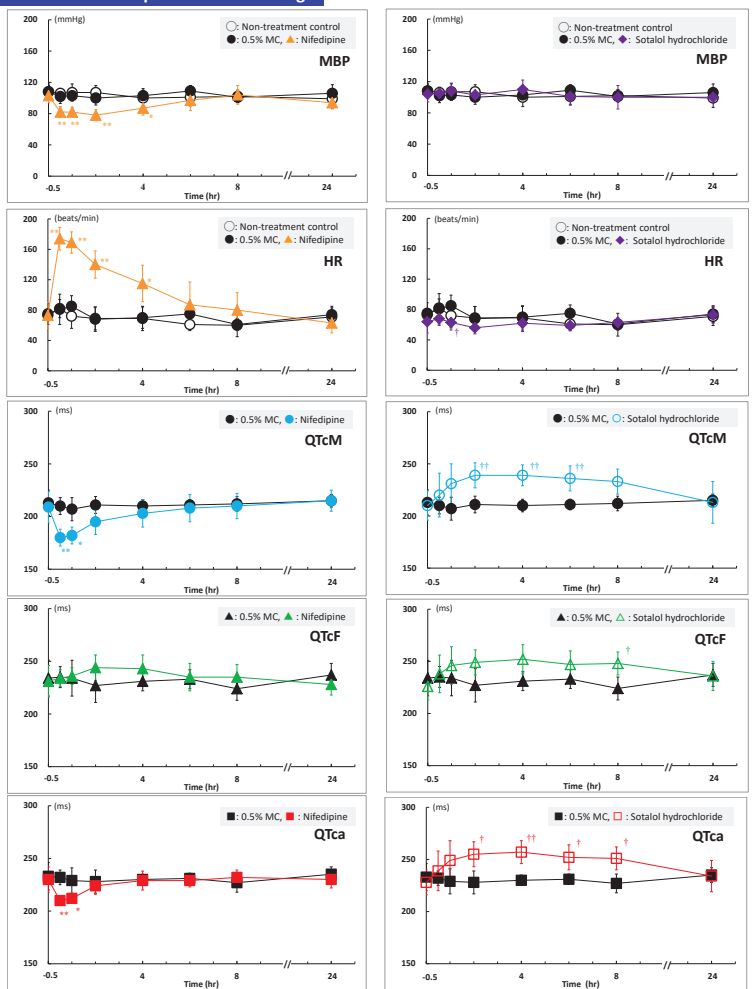 200
(mmHg)
○: Non-treatment control
●: 0.5% MC, ▲: Nifedipine
MBP
160
120
80
40
0
** ** ** *
-0.5 4 8 // 24
Time (hr)
200
(mmHg)
○: Non-treatment control
●: 0.5% MC, ◆: Sotalol hydrochloride
MBP
160
120
80
40
0
-0.5 4 8 // 24
Time (hr)
200
(beats/min)
○: Non-treatment control
●: 0.5% MC, ▲: Nifedipine
HR
160
120
80
40
0
** ** ** *
-0.5 4 8 // 24
Time (hr)
200
(beats/min)
○: Non-treatment control
●: 0.5% MC, ◆: Sotalol hydrochloride
HR
160
120
80
40
0
†
-0.5 4 8 // 24
Time (hr)
300
(ms)
●: 0.5% MC, ●: Nifedipine
QTcM
250
200
150
** *
-0.5 4 8 // 24
Time (hr)
300
(ms)
●: 0.5% MC, ○: Sotalol hydrochloride
QTcM
250
200
150
†† †† ††
-0.5 4 8 // 24
Time (hr)
300
(ms)
▲: 0.5% MC, ▲: Nifedipine
QTcF
250
200
150
-0.5 4 8 // 24
Time (hr)
300
(ms)
▲: 0.5% MC, △: Sotalol hydrochloride
QTcF
250
200
150
†
-0.5 4 8 // 24
Time (hr)
300
(ms)
■: 0.5% MC, ■: Nifedipine
QTca
250
200
150
** *
-0.5 4 8 // 24
Time (hr)
300
(ms)
■: 0.5% MC, □: Sotalol hydrochloride
QTca
250
200
150
† †† † †
-0.5 4 8 // 24
Time (hr)